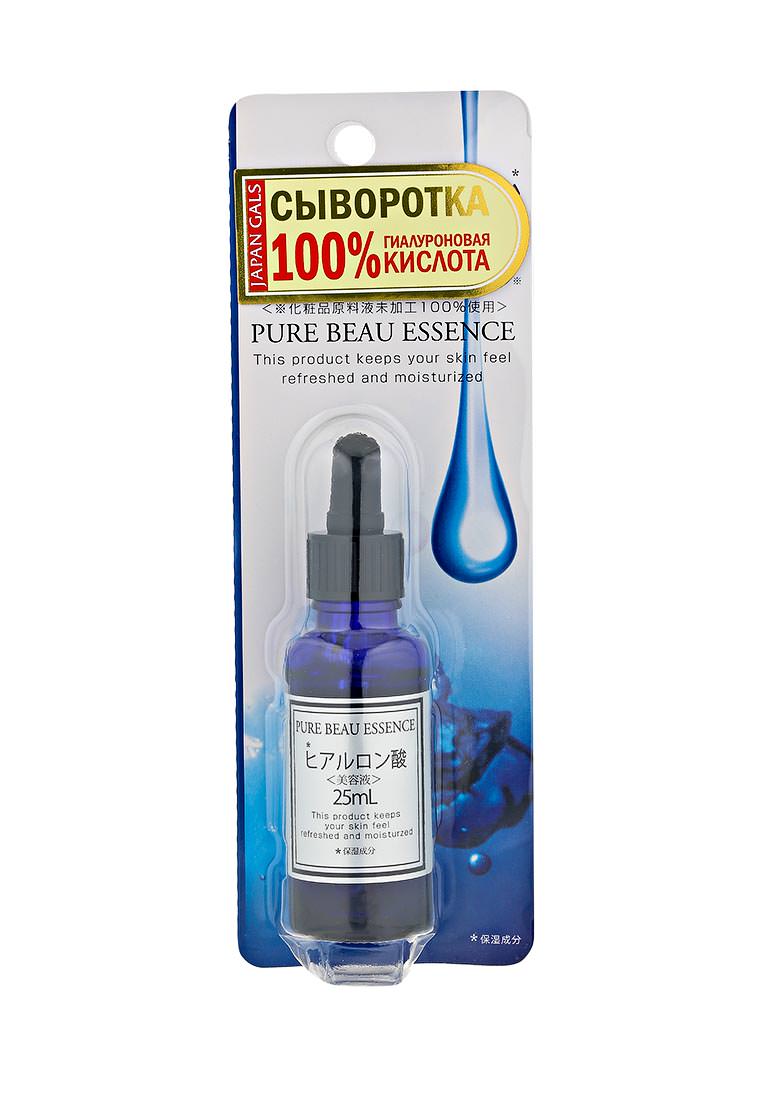 JAPAN GALS
СЫВОРОТКА
100% ГИАЛУРОНОВАЯ
КИСЛОТА
*
※
<※化粧品原料液未加工100%使用>
PURE BEAU ESSENCE
This product keeps your skin feel
refreshed and moisturized
PURE BEAU ESSENCE
*ヒアルロン酸
<美容液>
25mL
This product keeps
your skin feel
refreshed and moisturzed
*保湿成分
*保湿成分